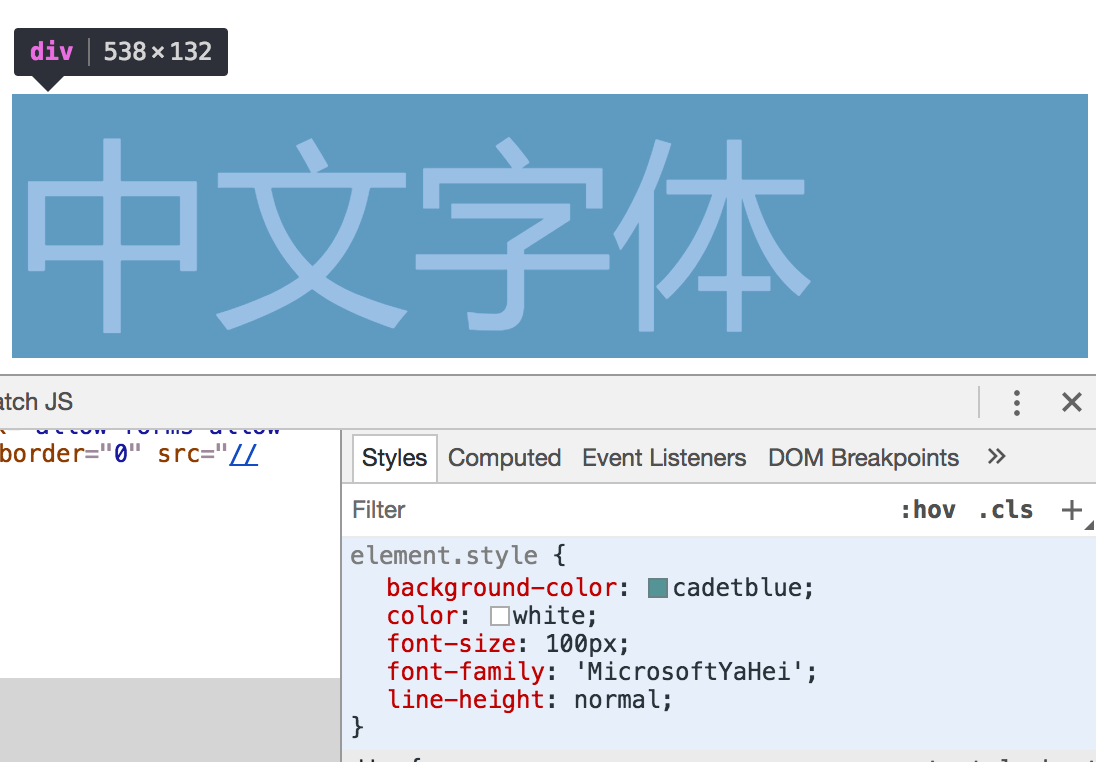 div 538×132
中文字体
atch JS
border="0" src="//
Styles Computed Event Listeners DOM Breakpoints »
Filter :hov .cls +
element.style {
background-color: cadetblue;
color: white;
font-size: 100px;
font-family: 'MicrosoftYaHei';
line-height: normal;
}